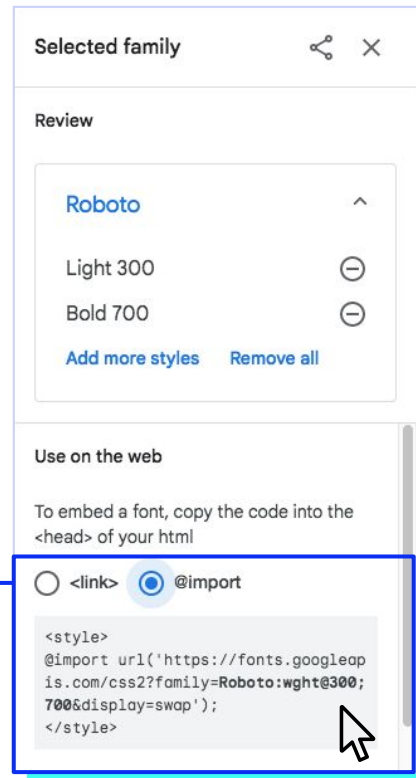 Selected family
Review
Roboto
Light 300
Bold 700
Add more styles Remove all
Use on the web
To embed a font, copy the code into the
<head> of your html
<link> @import
<style>
@import url('https://fonts.googleap
is.com/css2?family=Roboto:wght@300;
700&display=swap');
</style>